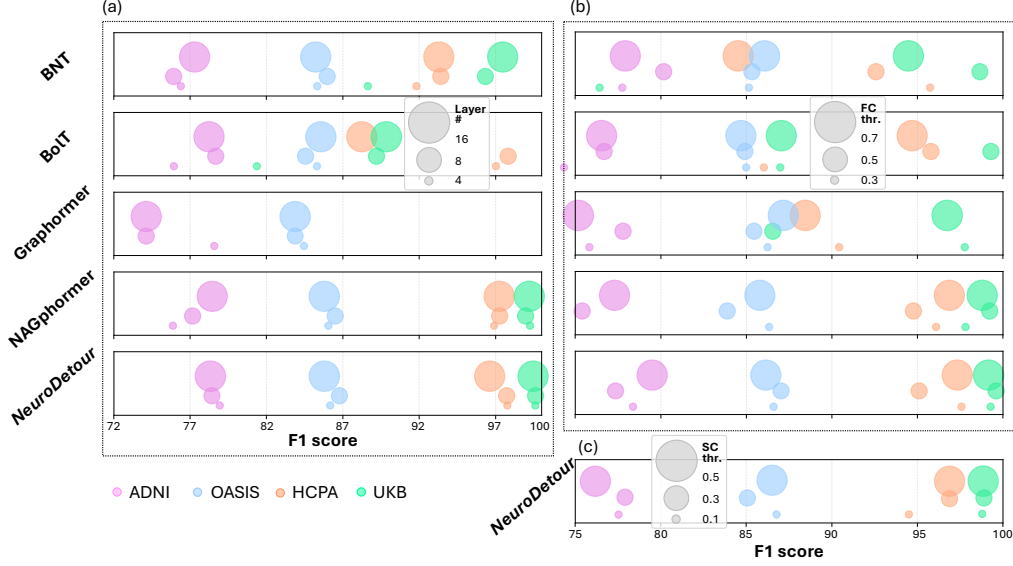 (a)
(b)
BNT
Layer
#
16
8
4
FC
thr.
0.7
0.5
0.3
BoIT
Graphormer
NAGphormer
NeuroDetour
72
77
82
87
92
97
100
F1 score
(c)
SC
thr.
0.5
0.3
0.1
NeuroDetour
ADNI
OASIS
HCPA
UKB
75
80
85
90
95
100
F1 score